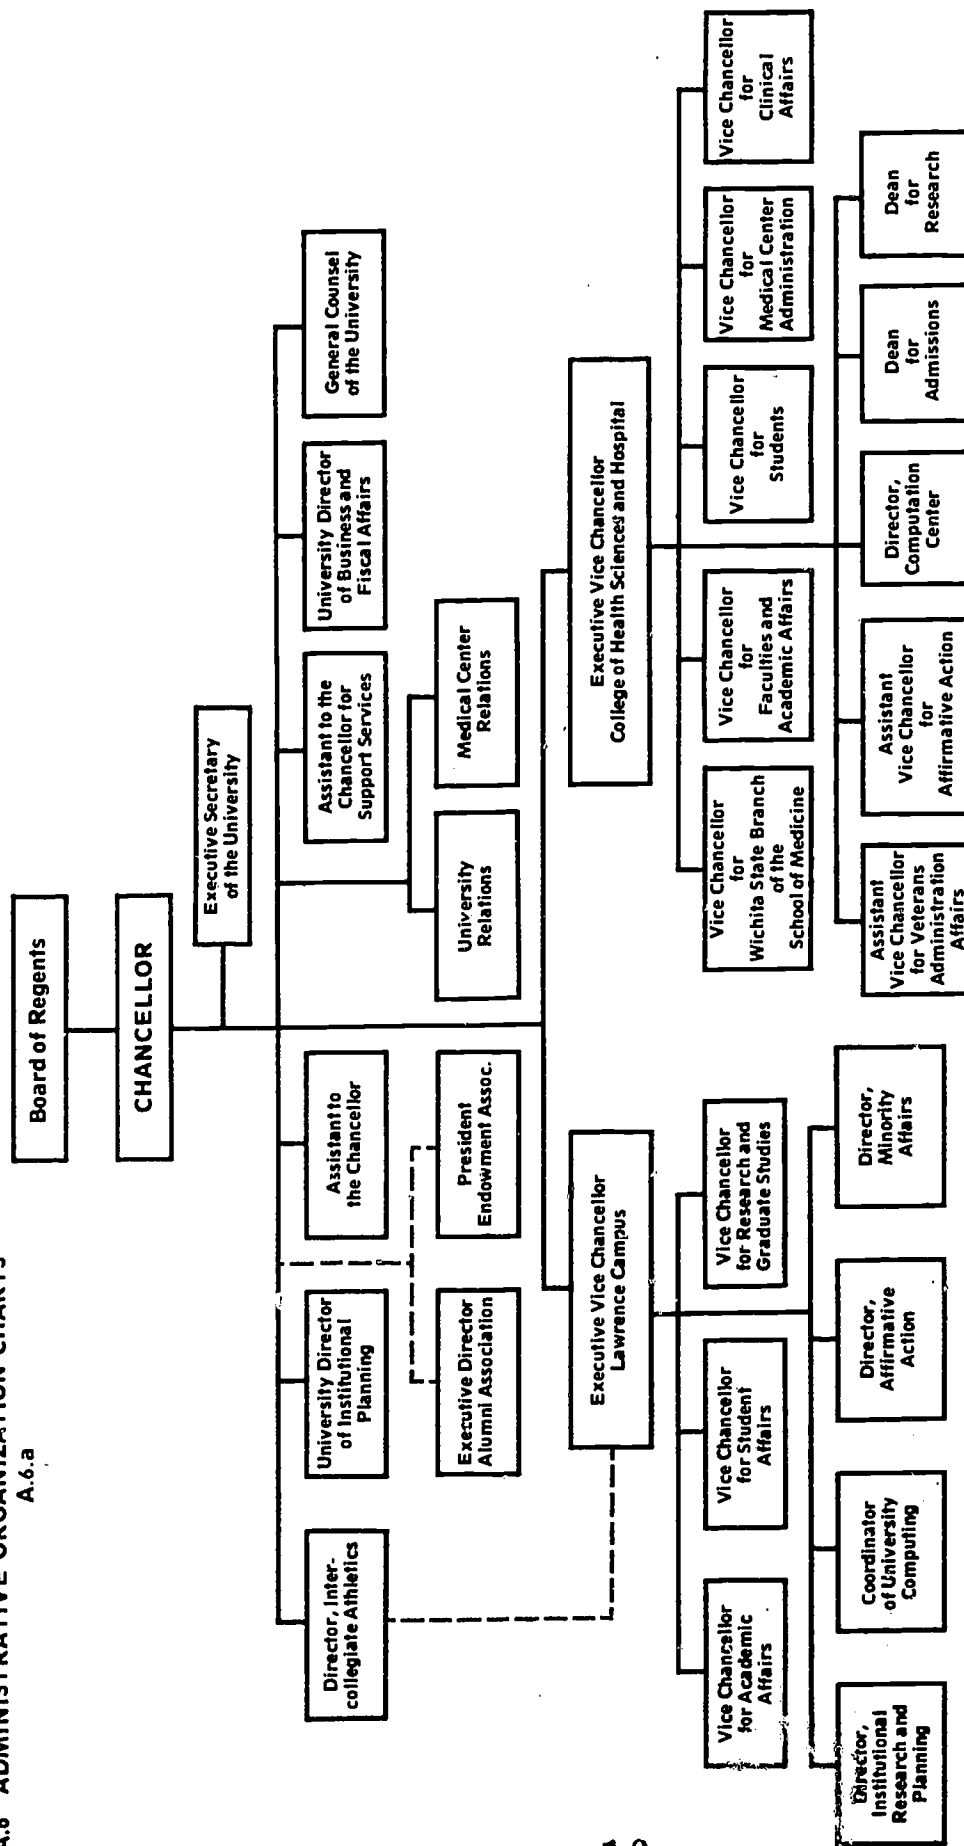 A.6 ADMINISTRATIVE ORGANIZATION CHARTS
A.6.a
Board of Regents
CHANCELLOR
Executive Secretary
of the University
Director, Inter-
collegiate Athletics
University Director
of Institutional
Planning
Assistant to
the Chancellor
Assistant to the
Chancellor for
Support Services
University Director
of Business and
Fiscal Affairs
General Counsel
of the University
Executive Director
Alumni Association
President
Endowment Assoc.
University
Relations
Medical Center
Relations
Executive Vice Chancellor
Lawrence Campus
Executive Vice Chancellor
College of Health Sciences and Hospital
Vice Chancellor
for Academic
Affairs
Vice Chancellor
for Student
Affairs
Vice Chancellor
for Research and
Graduate Studies
Vice Chancellor
for
Wichita State Branch
of the
School of Medicine
Vice Chancellor
for
Faculties and
Academic Affairs
Vice Chancellor
for
Students
Vice Chancellor
for
Medical Center
Administration
Vice Chancellor
for
Clinical
Affairs
Director,
Institutional
Research and
Planning
Coordinator
of University
Computing
Director,
Affirmative
Action
Director,
Minority
Affairs
Assistant
Vice Chancellor
for Veterans
Administration
Affairs
Assistant
Vice Chancellor
for
Affirmative Action
Director,
Computation
Center
Dean
for
Admissions
Dean
for
Research